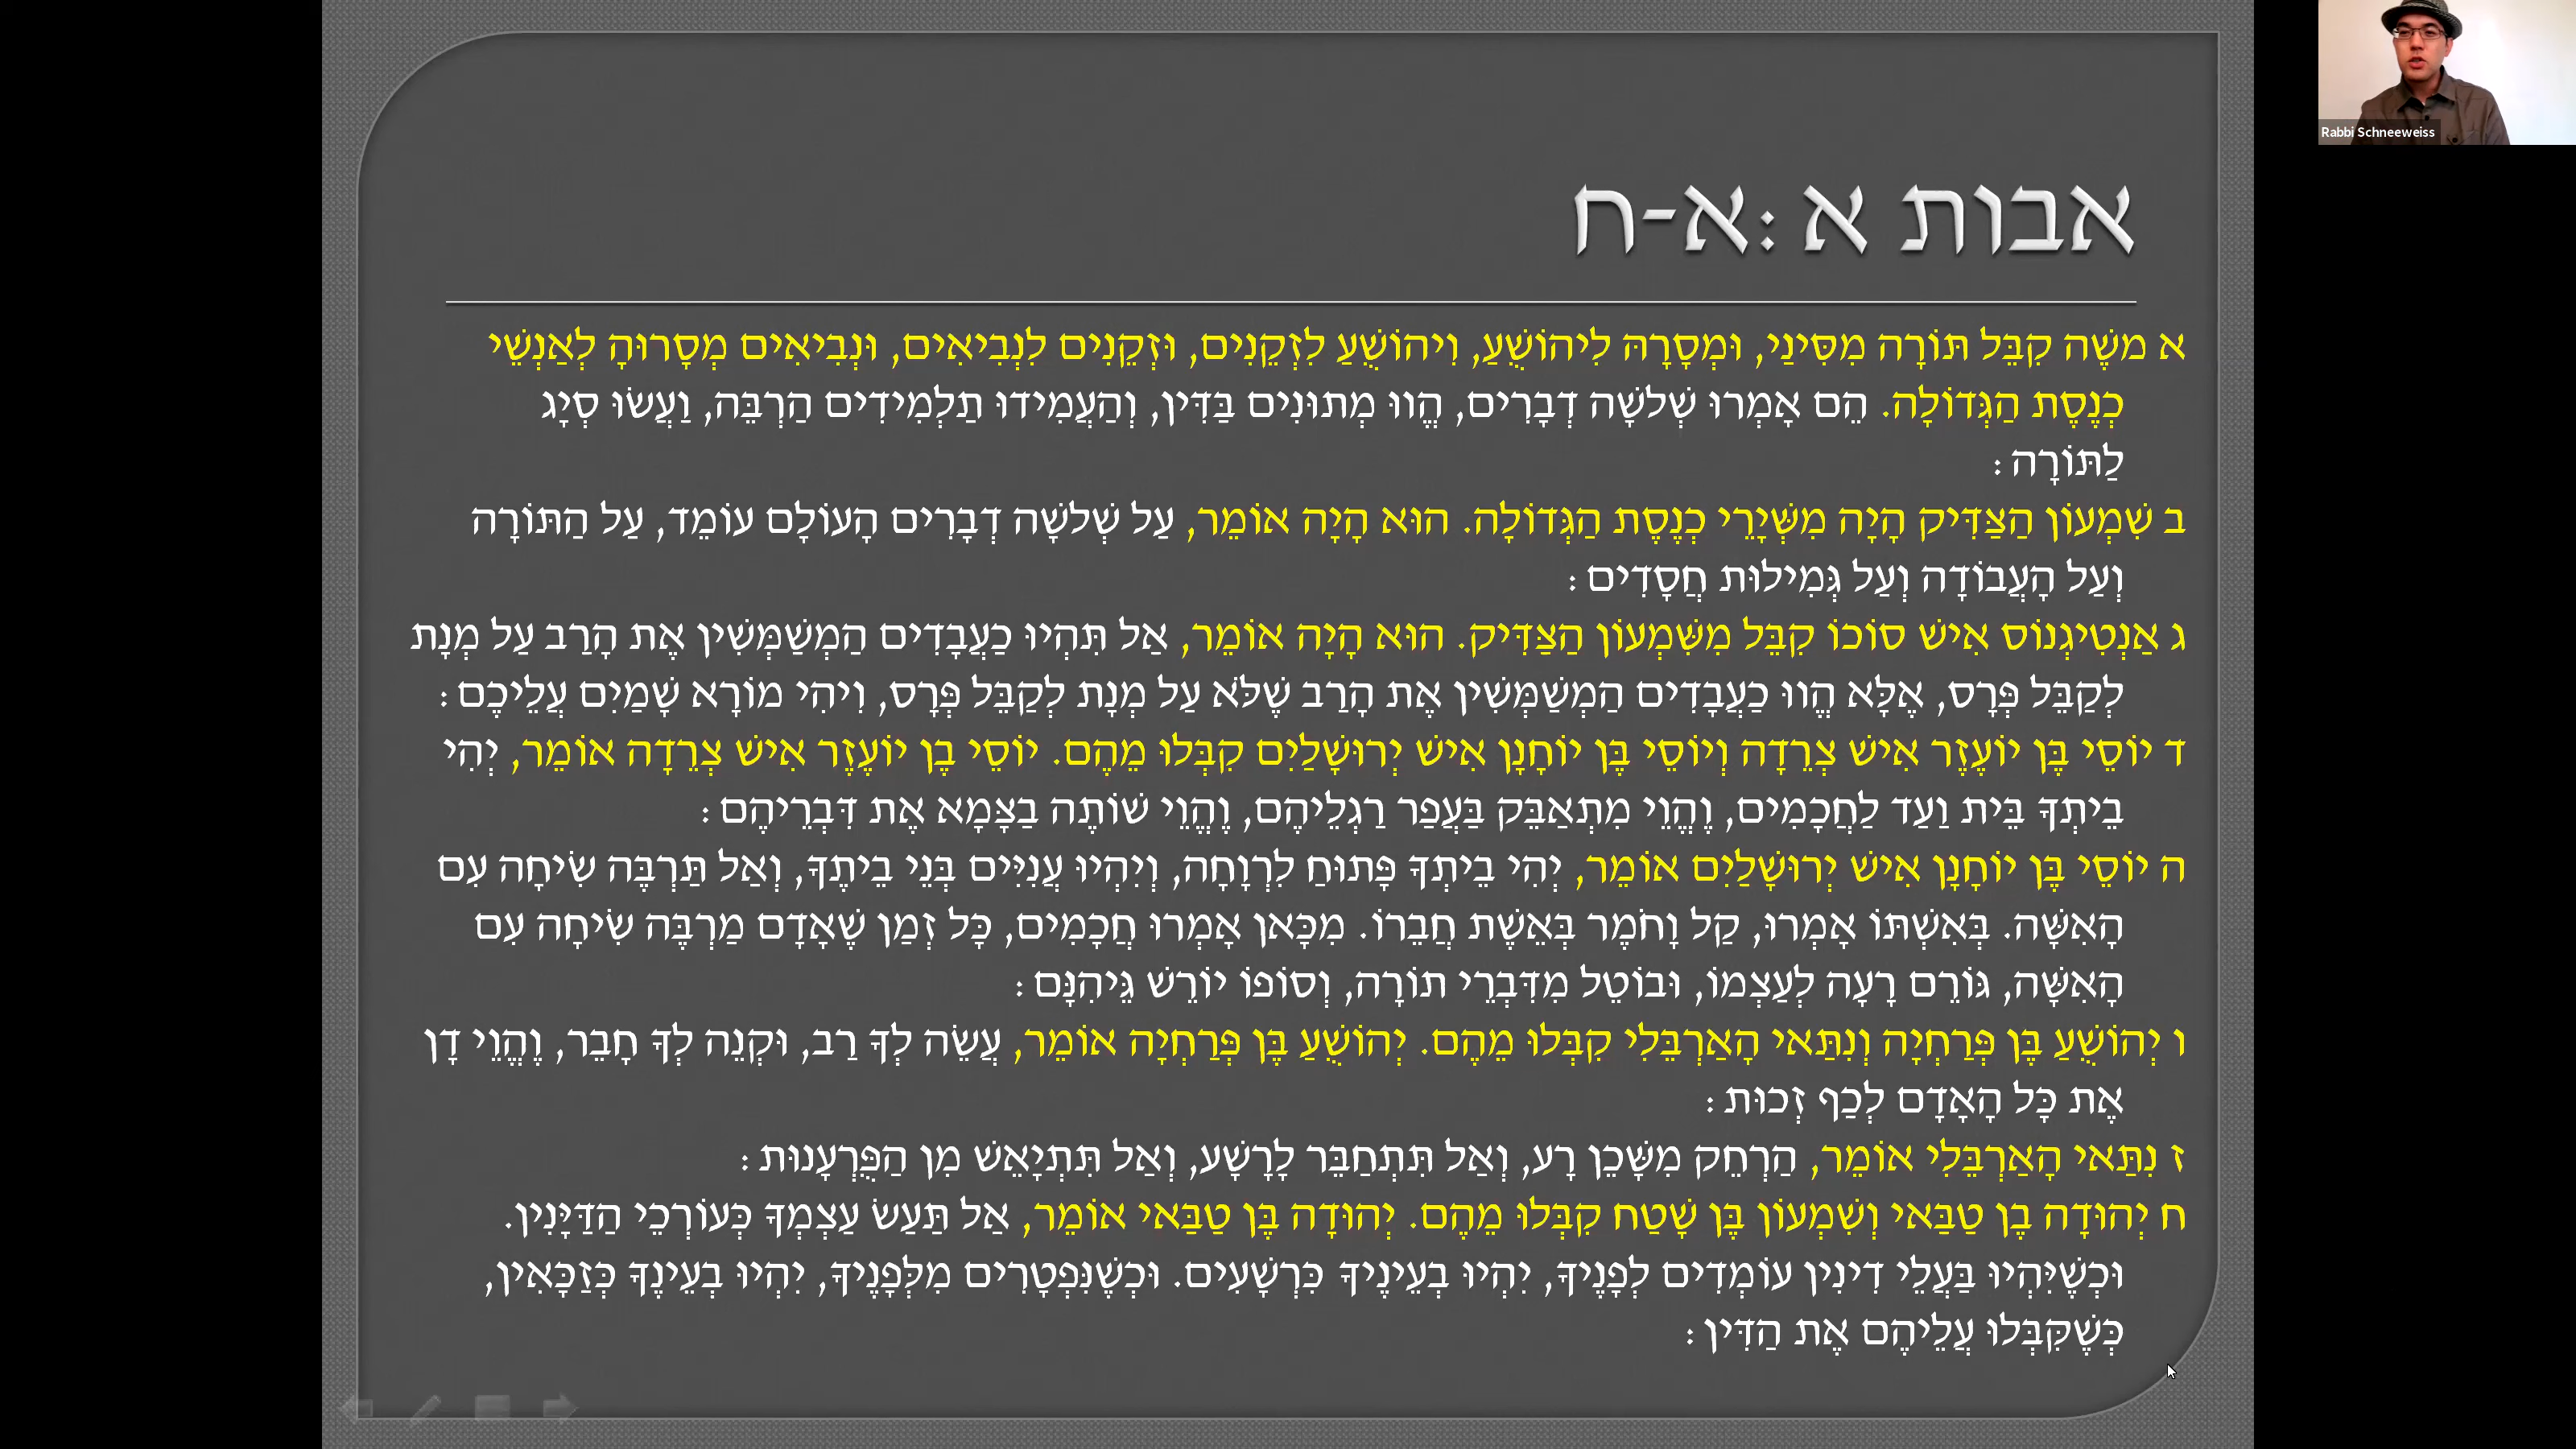 Rabbi Schneeweiss
אבות א:א-ח
א משֶׁה קִבֵּל תּוֹרָה מִסִּינַי, וּמְסָרָהּ לִיהוֹשֻׁעַ, וִיהוֹשֻׁעַ לִזְקֵנִים, וּזְקֵנִים לִנְבִיאִים, וּנְבִיאִים מְסָרוּהָ לְאַנְשֵׁי
כְנֶסֶת הַגְּדוֹלָה. הֵם אָמְרוּ שְׁלשָׁה דְבָרִים, הֱווּ מְתוּנִים בַּדִּין, וְהַעֲמִידוּ תַלְמִידִים הַרְבֵּה, וַעֲשׂוּ סְיָג
לַתּוֹרָה:
ב שִׁמְעוֹן הַצַּדִּיק הָיָה מִשְּׁיָרֵי כְנֶסֶת הַגְּדוֹלָה. הוּא הָיָה אוֹמֵר, עַל שְׁלשָׁה דְבָרִים הָעוֹלָם עוֹמֵד, עַל הַתּוֹרָה
וְעַל הָעֲבוֹדָה וְעַל גְּמִילוּת חֲסָדִים:
ג אַנְטִיגְנוֹס אִישׁ סוֹכוֹ קִבֵּל מִשִּׁמְעוֹן הַצַּדִּיק. הוּא הָיָה אוֹמֵר, אַל תִּהְיוּ כַעֲבָדִים הַמְשַׁמְּשִׁין אֶת הָרַב עַל מְנָת
לְקַבֵּל פְּרָס, אֶלָּא הֱווּ כַעֲבָדִים הַמְשַׁמְּשִׁין אֶת הָרַב שֶׁלֹּא עַל מְנָת לְקַבֵּל פְּרָס, וִיהִי מוֹרָא שָׁמַיִם עֲלֵיכֶם:
ד יוֹסֵי בֶּן יוֹעֶזֶר אִישׁ צְרֵדָה וְיוֹסֵי בֶּן יוֹחָנָן אִישׁ יְרוּשָׁלַיִם קִבְּלוּ מֵהֶם. יוֹסֵי בֶן יוֹעֶזֶר אִישׁ צְרֵדָה אוֹמֵר, יְהִי
בֵיתְךָ בֵּית וַעַד לַחֲכָמִים, וֶהֱוֵי מִתְאַבֵּק בַּעֲפַר רַגְלֵיהֶם, וֶהֱוֵי שׁוֹתֶה בַצָּמָא אֶת דִּבְרֵיהֶם:
ה יוֹסֵי בֶּן יוֹחָנָן אִישׁ יְרוּשָׁלַיִם אוֹמֵר, יְהִי בֵיתְךָ פָּתוּחַ לִרְוָחָה, וְיִהְיוּ עֲנִיִּים בְּנֵי בֵיתֶךָ, וְאַל תַּרְבֶּה שִׂיחָה עִם
הָאִשָּׁה. בְּאִשְׁתּוֹ אָמְרוּ, קַל וָחֹמֶר בְּאֵשֶׁת חֲבֵרוֹ. מִכָּאן אָמְרוּ חֲכָמִים, כָּל זְמַן שֶׁאָדָם מַרְבֶּה שִׂיחָה עִם
הָאִשָּׁה, גּוֹרֵם רָעָה לְעַצְמוֹ, וּבוֹטֵל מִדִּבְרֵי תוֹרָה, וְסוֹפוֹ יוֹרֵשׁ גֵּיהִנָּם:
ו יְהוֹשֻׁעַ בֶּן פְּרַחְיָה וְנִתַּאי הָאַרְבֵּלִי קִבְּלוּ מֵהֶם. יְהוֹשֻׁעַ בֶּן פְּרַחְיָה אוֹמֵר, עֲשֵׂה לְךָ רַב, וּקְנֵה לְךָ חָבֵר, וֶהֱוֵי דָן
אֶת כָּל הָאָדָם לְכַף זְכוּת:
ז נִתַּאי הָאַרְבֵּלִי אוֹמֵר, הַרְחֵק מִשָּׁכֵן רָע, וְאַל תִּתְחַבֵּר לָרָשָׁע, וְאַל תִּתְיָאֵשׁ מִן הַפֻּרְעָנוּת:
ח יְהוּדָה בֶן טַבַּאי וְשִׁמְעוֹן בֶּן שָׁטַח קִבְּלוּ מֵהֶם. יְהוּדָה בֶּן טַבַּאי אוֹמֵר, אַל תַּעַשׂ עַצְמְךָ כְּעוֹרְכֵי הַדַּיָּנִין.
וּכְשֶׁיִּהְיוּ בַּעֲלֵי דִינִין עוֹמְדִים לְפָנֶיךָ, יִהְיוּ בְעֵינֶיךָ כִּרְשָׁעִים. וּכְשֶׁנִּפְטָרִים מִלְּפָנֶיךָ, יִהְיוּ בְעֵינֶךָ כְּזַכָּאִין,
כְּשֶׁקִּבְּלוּ עֲלֵיהֶם אֶת הַדִּין: